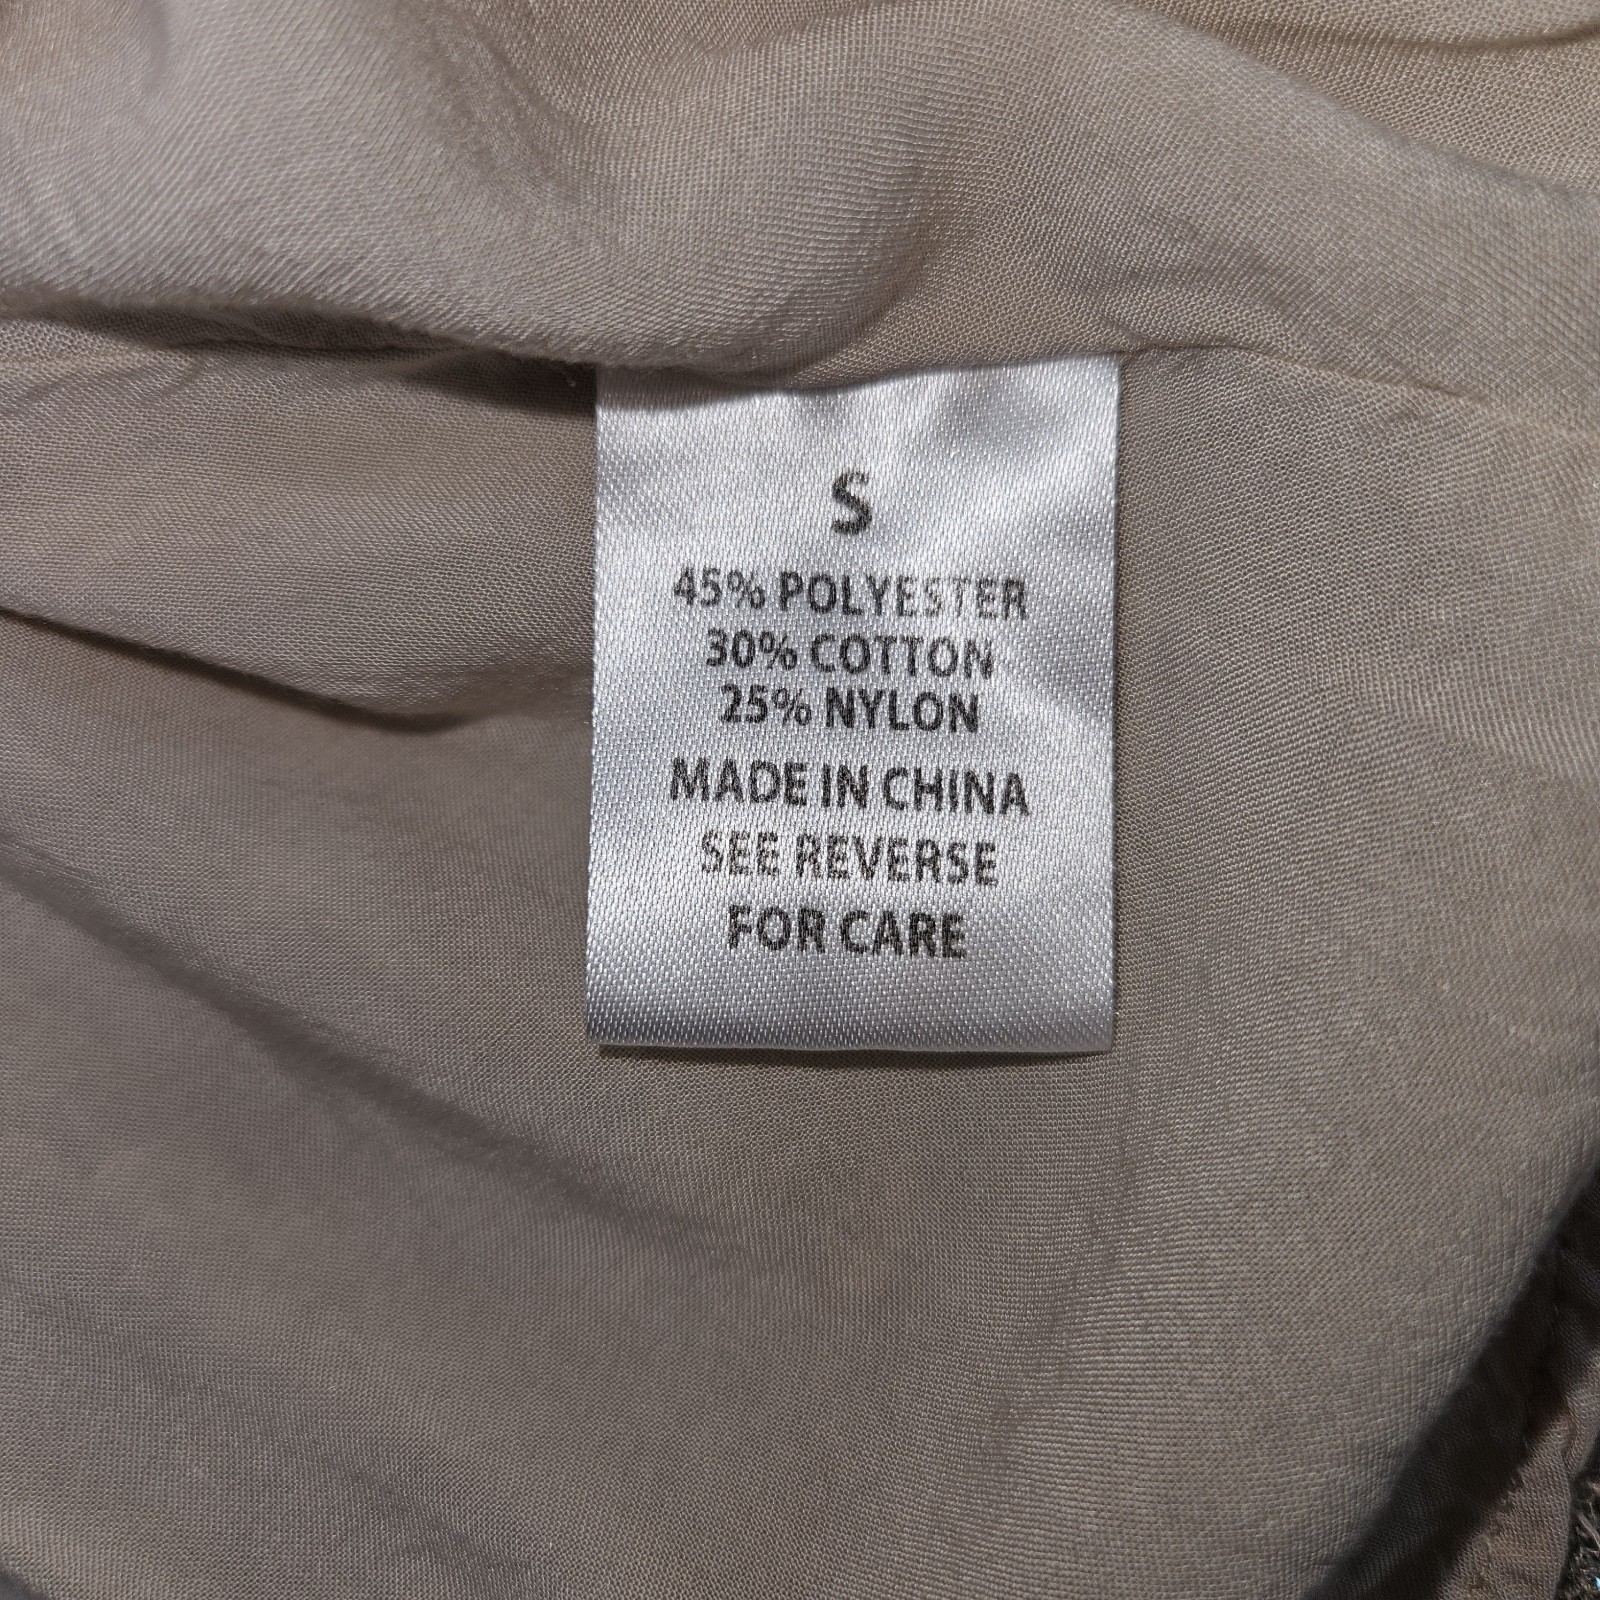 S
45% POLYESTER
30% COTTON
25% NYLON
MADE IN CHINA
SEE REVERSE
FOR CARE